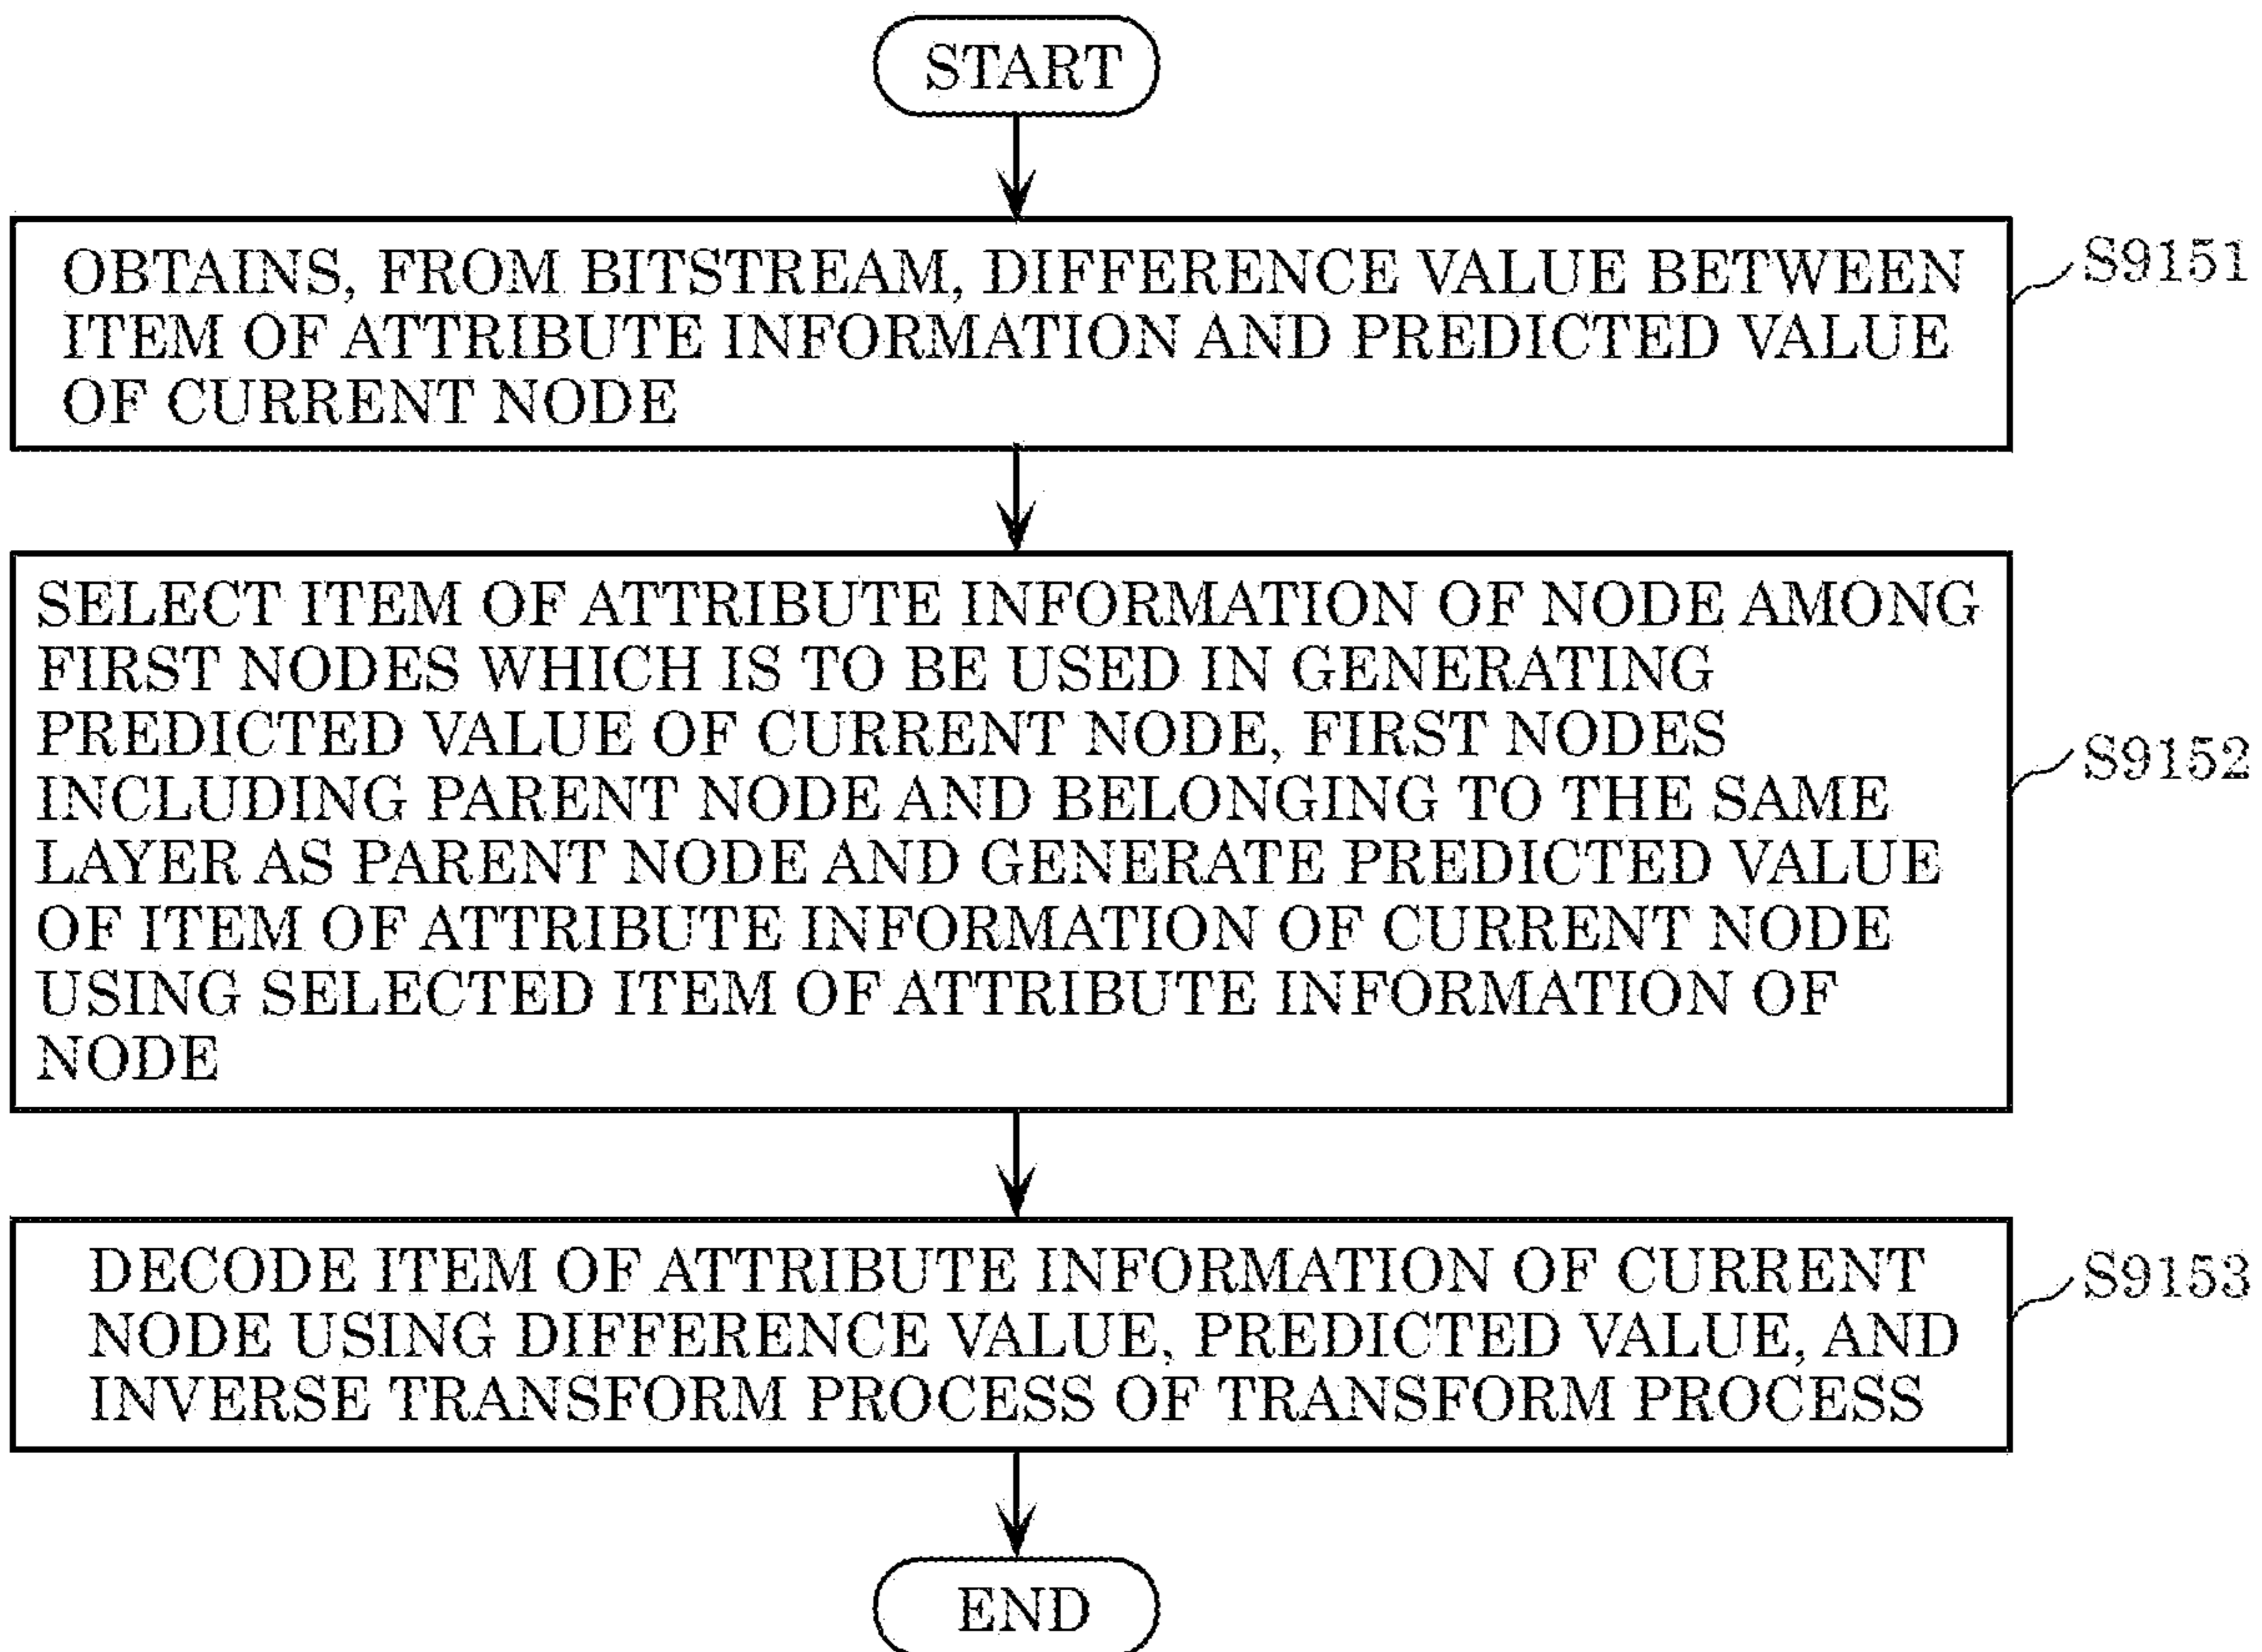 START
OBTAINS, FROM BITSTREAM, DIFFERENCE VALUE BETWEEN
ITEM OF ATTRIBUTE INFORMATION AND PREDICTED VALUE
OF CURRENT NODE
S9151
SELECT ITEM OF ATTRIBUTE INFORMATION OF NODE AMONG
FIRST NODES WHICH IS TO BE USED IN GENERATING
PREDICTED VALUE OF CURRENT NODE, FIRST NODES
INCLUDING PARENT NODE AND BELONGING TO THE SAME
LAYER AS PARENT NODE AND GENERATE PREDICTED VALUE
OF ITEM OF ATTRIBUTE INFORMATION OF CURRENT NODE
USING SELECTED ITEM OF ATTRIBUTE INFORMATION OF
NODE
S9152
DECODE ITEM OF ATTRIBUTE INFORMATION OF CURRENT
NODE USING DIFFERENCE VALUE, PREDICTED VALUE, AND
INVERSE TRANSFORM PROCESS OF TRANSFORM PROCESS
S9153
END